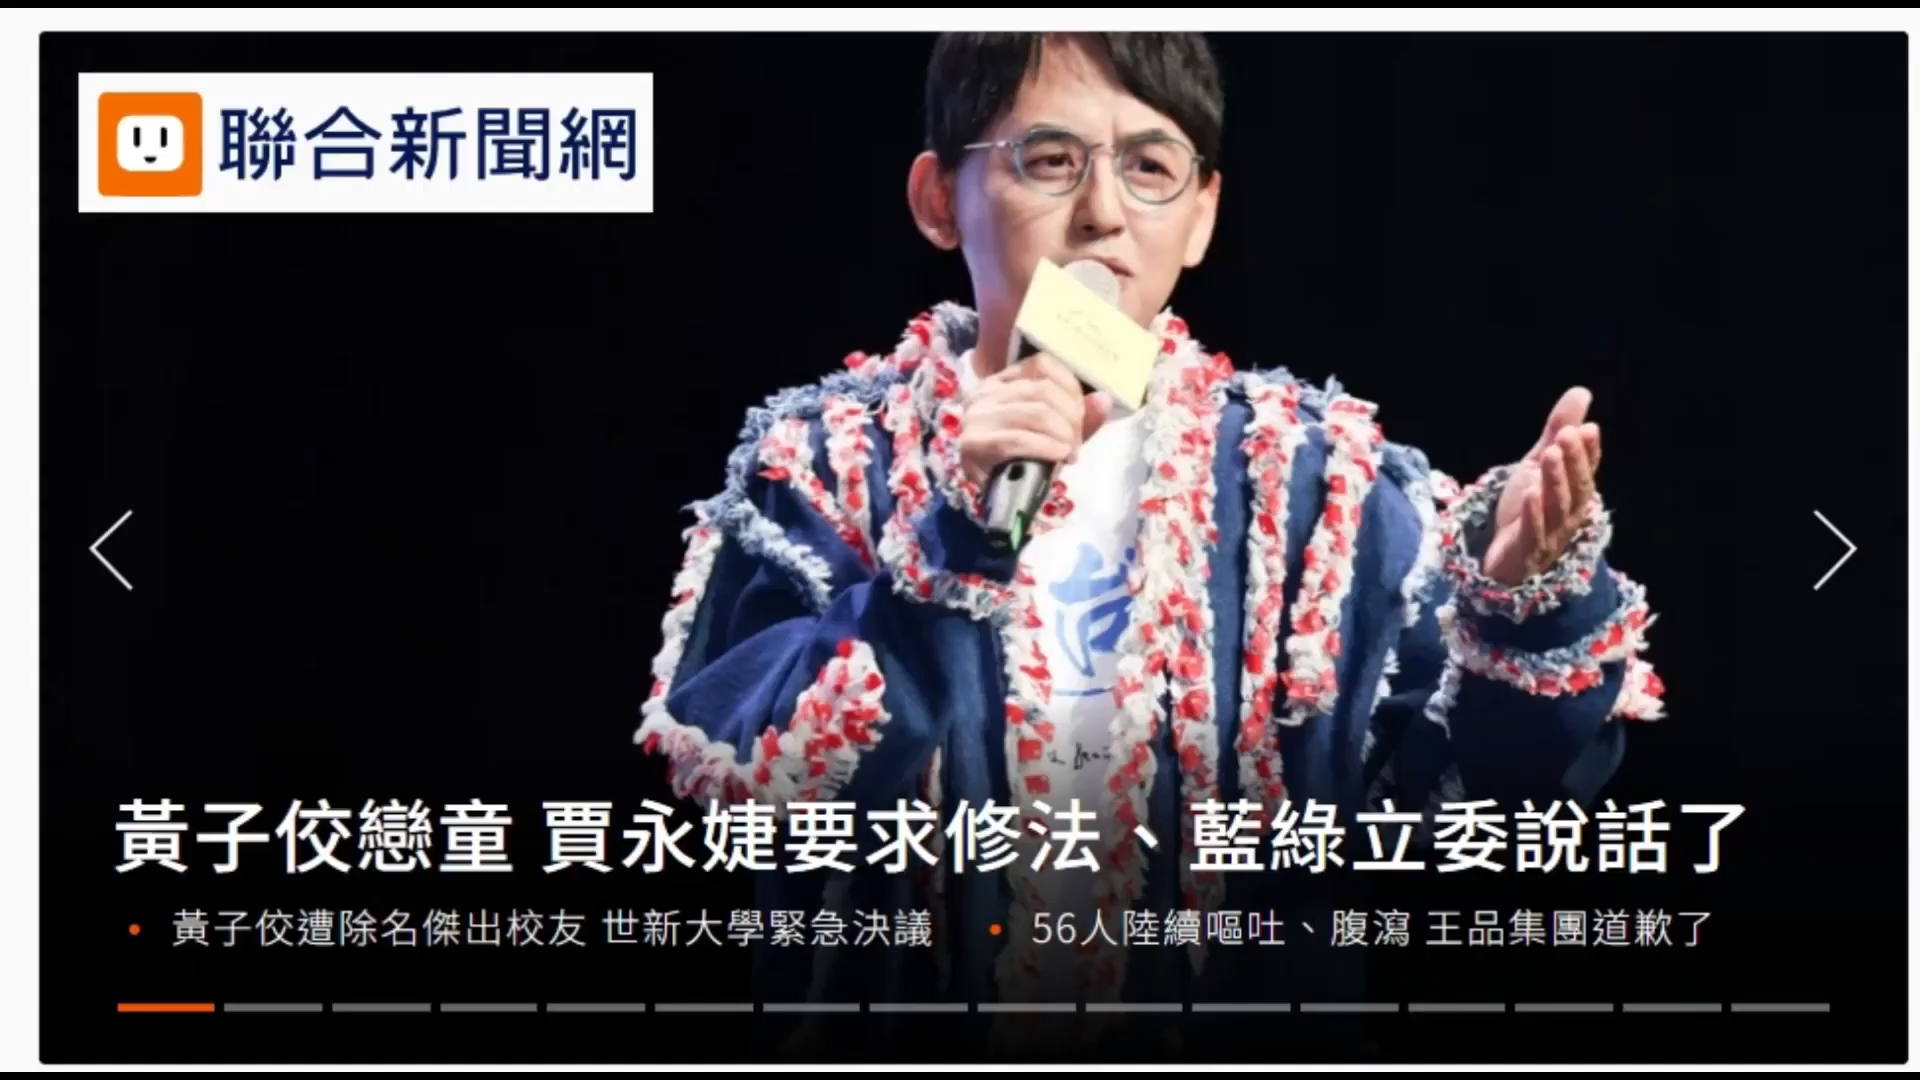 聯合新聞網
黃子佼戀童 賈永婕要求修法、藍綠立委說話了
• 黃子佼遭除名傑出校友 世新大學緊急決議
• 56人陸續嘔吐、腹瀉 王品集團道歉了